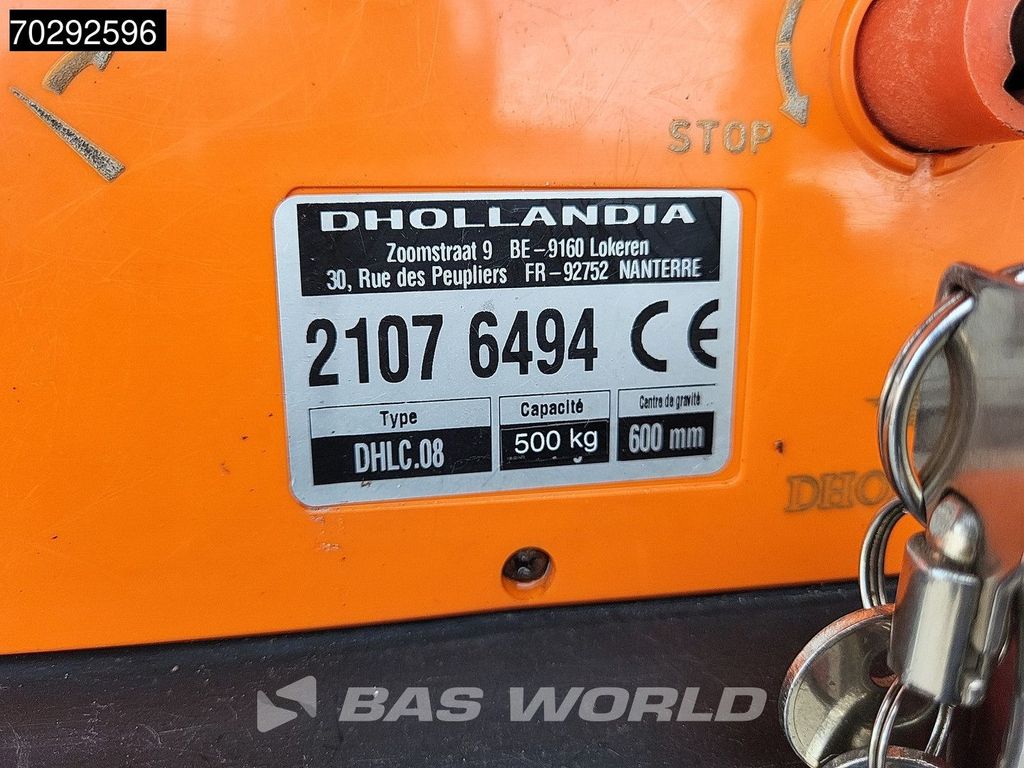 70292596
STOP
DHOLLANDIA
Zoomstraat 9 BE-9160 Lokeren
30, Rue des Peupliers FR-92752 NANTERRE
2107 6494 CE
Type
DHLC.08
Capacité
500 kg
Centre de gravité
600 mm
BAS WORLD